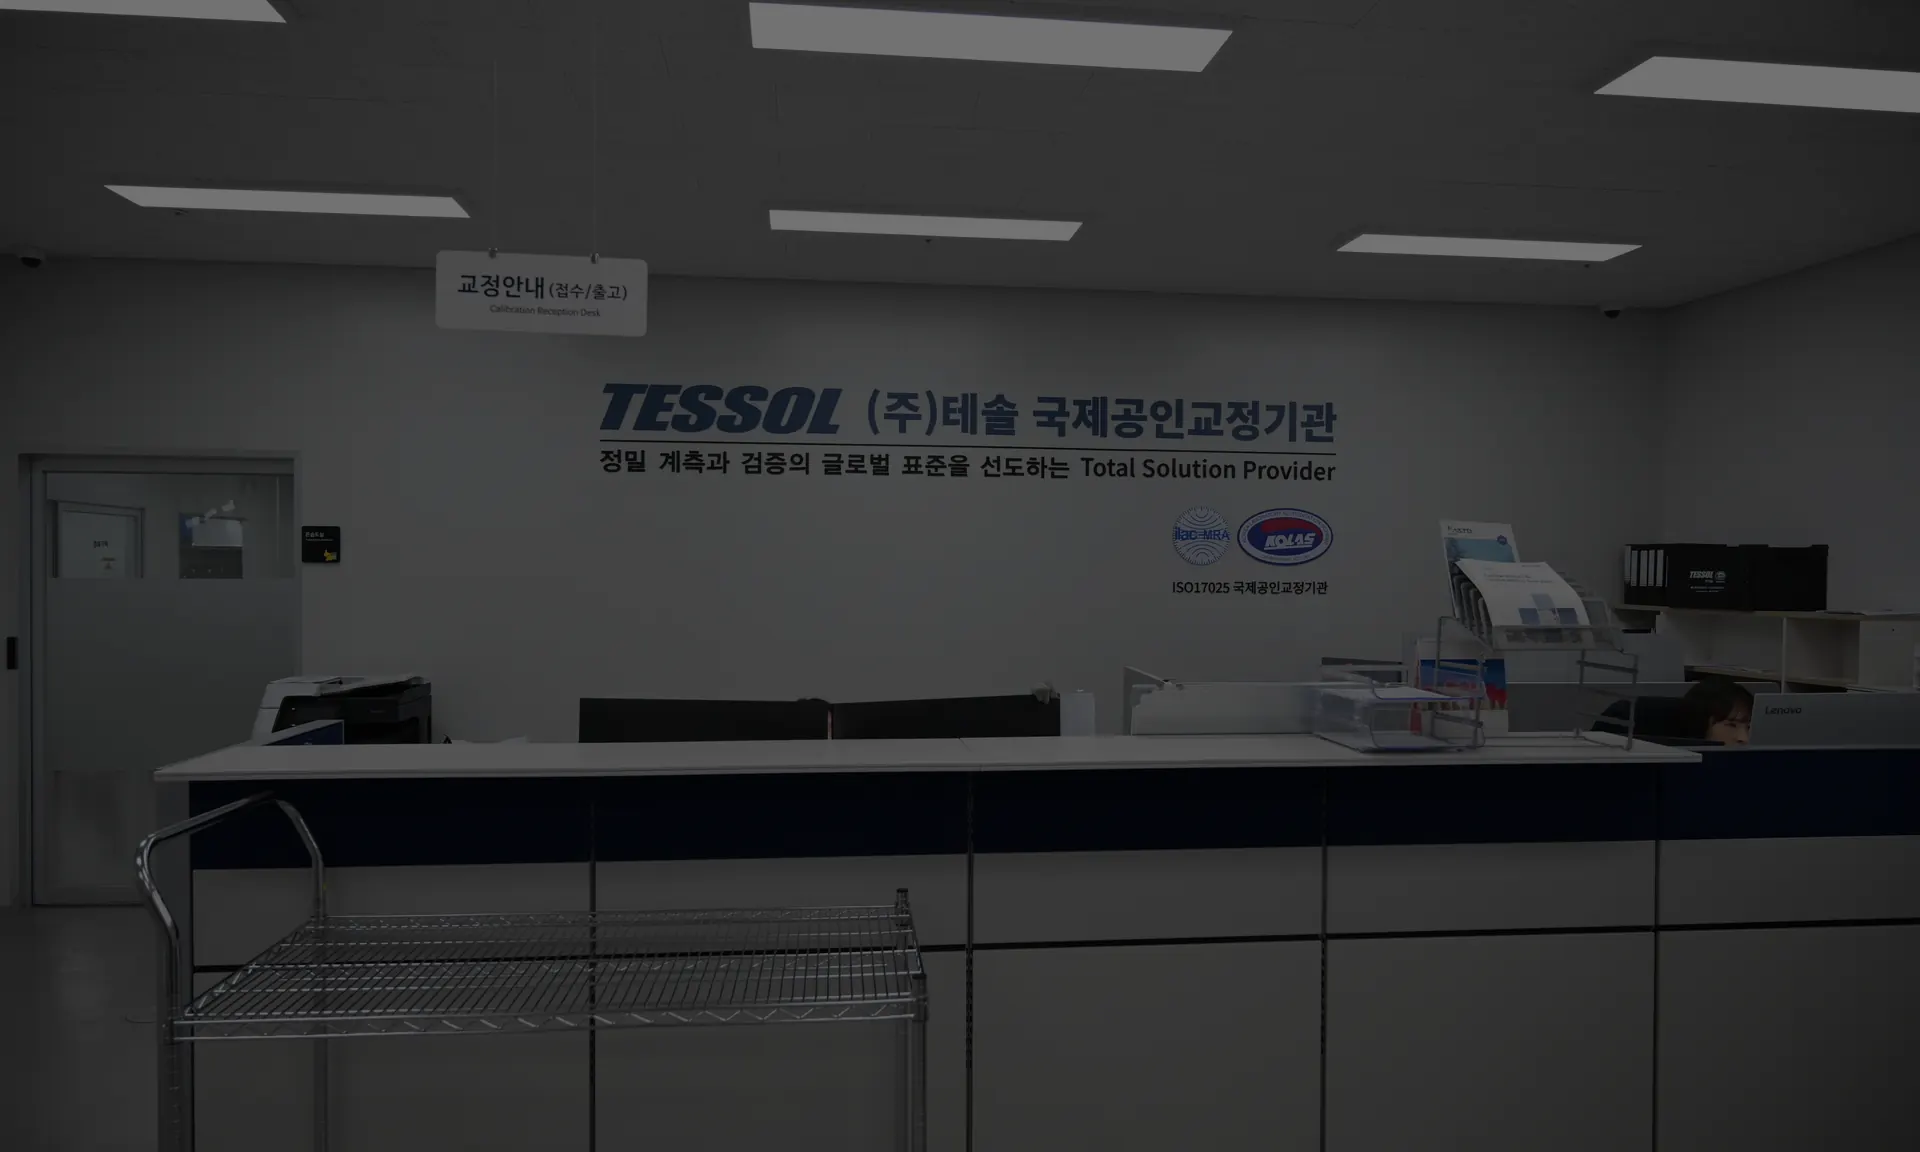 교정안내(접수/출고)
Calibration Reception Desk
TESSOL (주)테솔 국제공인교정기관
정밀 계측과 검증의 글로벌 표준을 선도하는 Total Solution Provider
ilac-MRA
KOLAS
ISO17025 국제공인교정기관
TESSOL
Lenovo